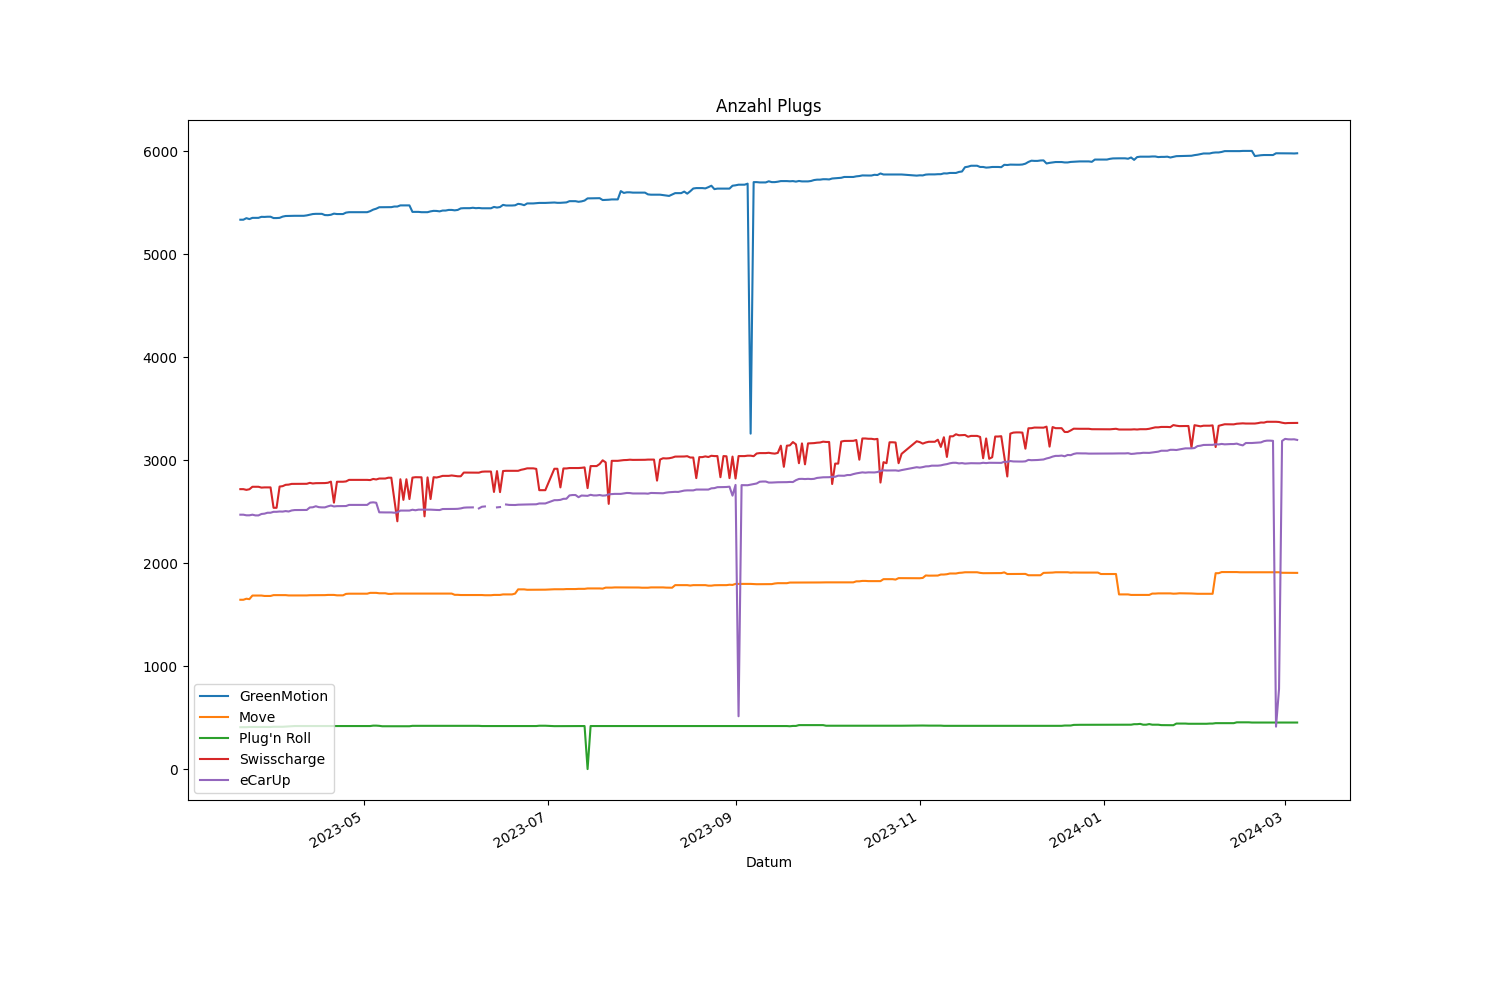 Anzahl Plugs
6000
5000
4000
3000
2000
1000
0
GreenMotion
Move
Plug'n Roll
Swisscharge
eCarUp
2023-05
2023-07
2023-09
2023-11
2024-01
2024-03
Datum